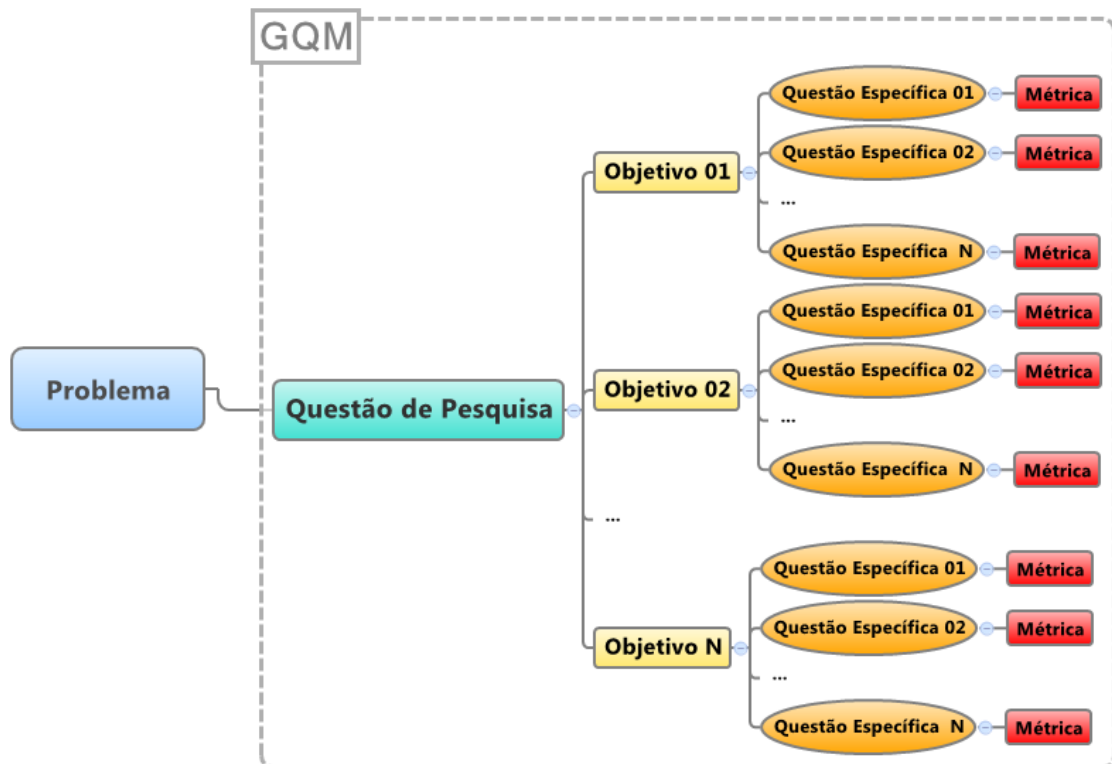 GQM
Problema
Questão de Pesquisa
Objetivo 01
Questão Específica 01
Métrica
Questão Específica 02
Métrica
...
Questão Específica N
Métrica
Objetivo 02
Questão Específica 01
Métrica
Questão Específica 02
Métrica
...
Questão Específica N
Métrica
...
Objetivo N
Questão Específica 01
Métrica
Questão Específica 02
Métrica
...
Questão Específica N
Métrica